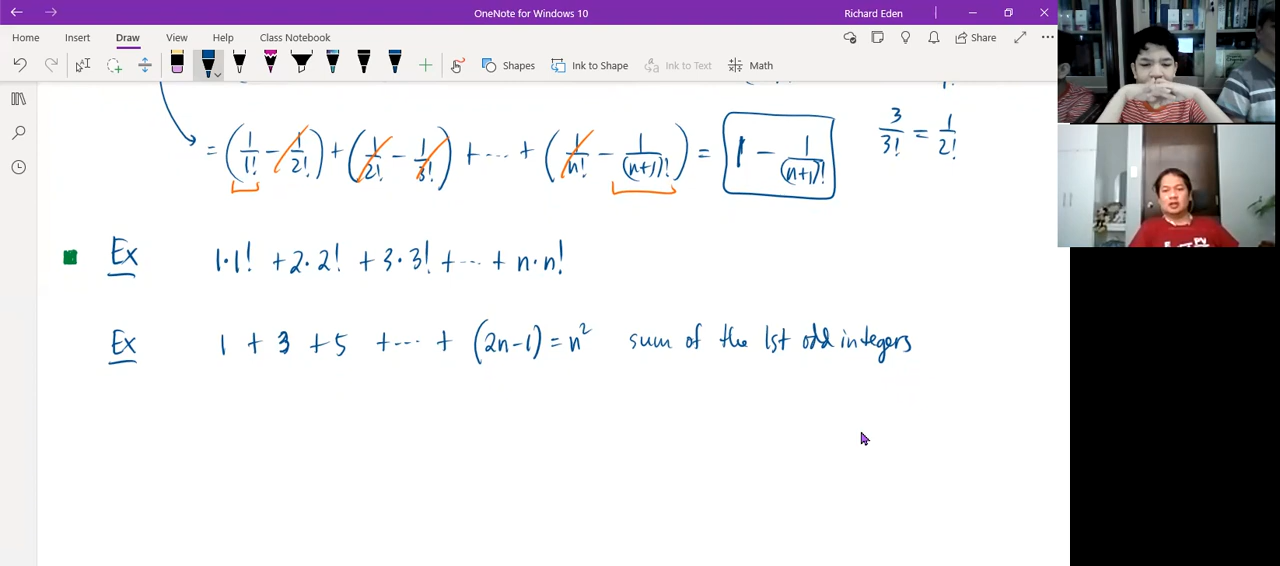 OneNote for Windows 10
Richard Eden
Home Insert Draw View Help Class Notebook
Share
Shapes Ink to Shape Ink to Text Math
= (1/1! − 1/2!) + (1/2! − 1/3!) + ⋯ + (1/n! − 1/(n+1)!) = 1 − 1/(n+1)!
3/3! = 1/2!
Ex 1·1! + 2·2! + 3·3! + ⋯ + n·n!
Ex 1 + 3 + 5 + ⋯ + (2n−1) = n² sum of the 1st odd integers